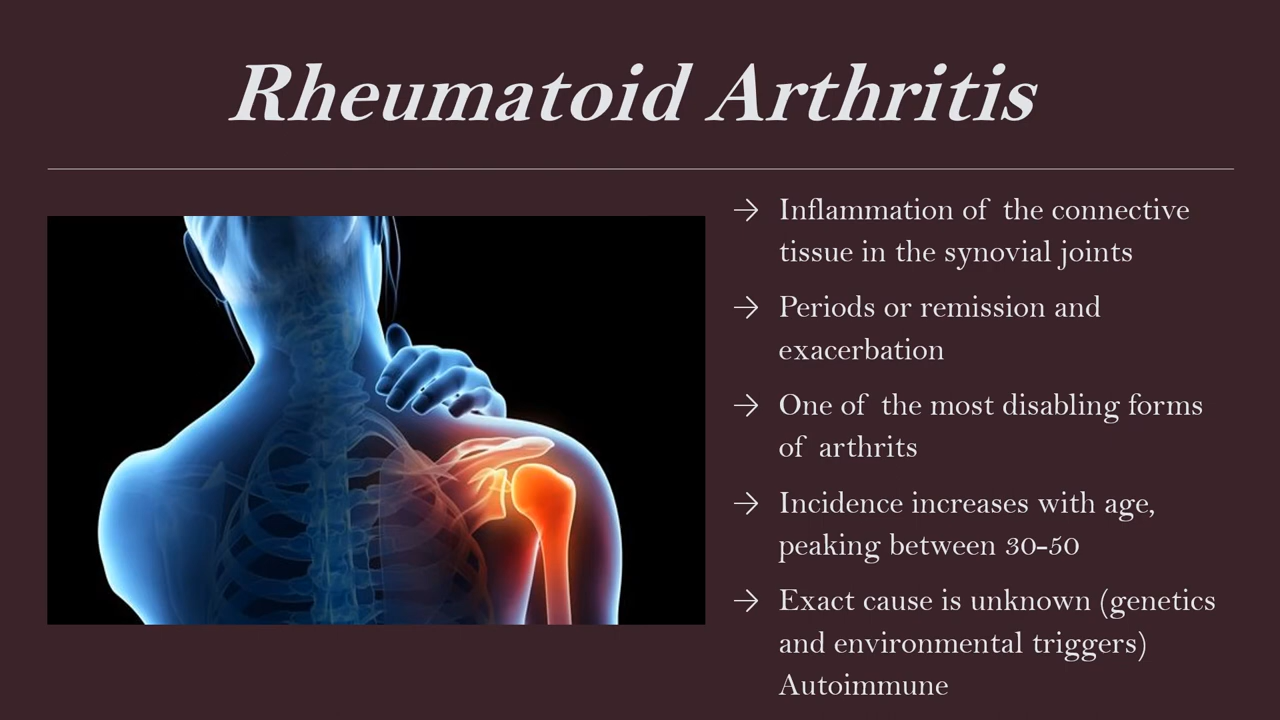 Rheumatoid Arthritis
→ Inflammation of the connective
tissue in the synovial joints
→ Periods or remission and
exacerbation
→ One of the most disabling forms
of arthrits
→ Incidence increases with age,
peaking between 30-50
→ Exact cause is unknown (genetics
and environmental triggers)
Autoimmune